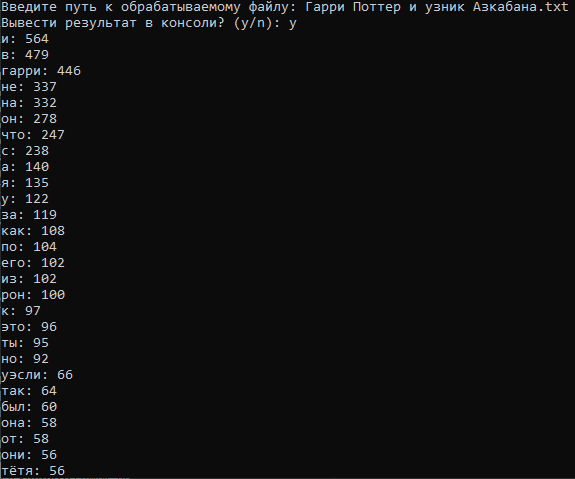 Введите путь к обрабатываемому файлу: Гарри Поттер и узник Азкабана.txt
Вывести результат в консоли? (y/n): y
и: 564
в: 479
гарри: 446
не: 337
на: 332
он: 278
что: 247
с: 238
а: 140
я: 135
у: 122
за: 119
как: 108
по: 104
его: 102
из: 102
рон: 100
к: 97
это: 96
ты: 95
но: 92
уэсли: 66
так: 64
был: 60
она: 58
от: 58
они: 56
тётя: 56